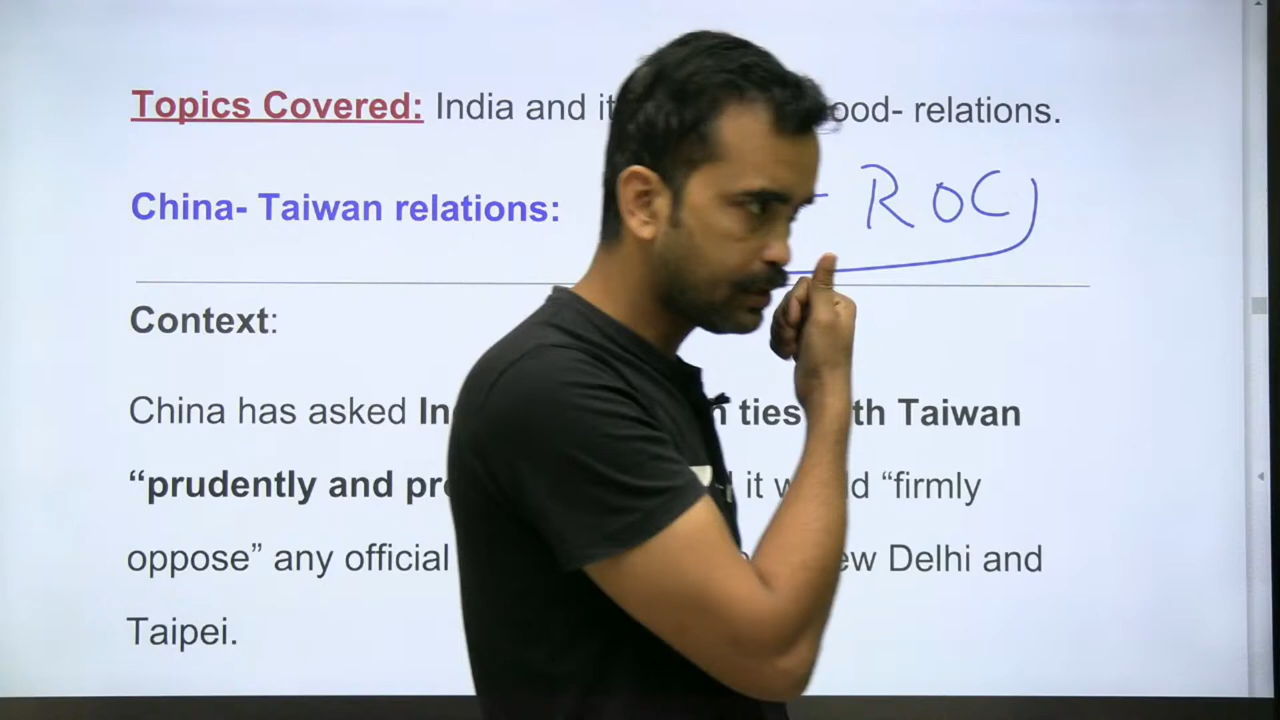 Topics Covered: India and it ood- relations.
China- Taiwan relations: - ROC
Context:
China has asked In n ties th Taiwan
“prudently and pr it w d “firmly
oppose” any official ew Delhi and
Taipei.